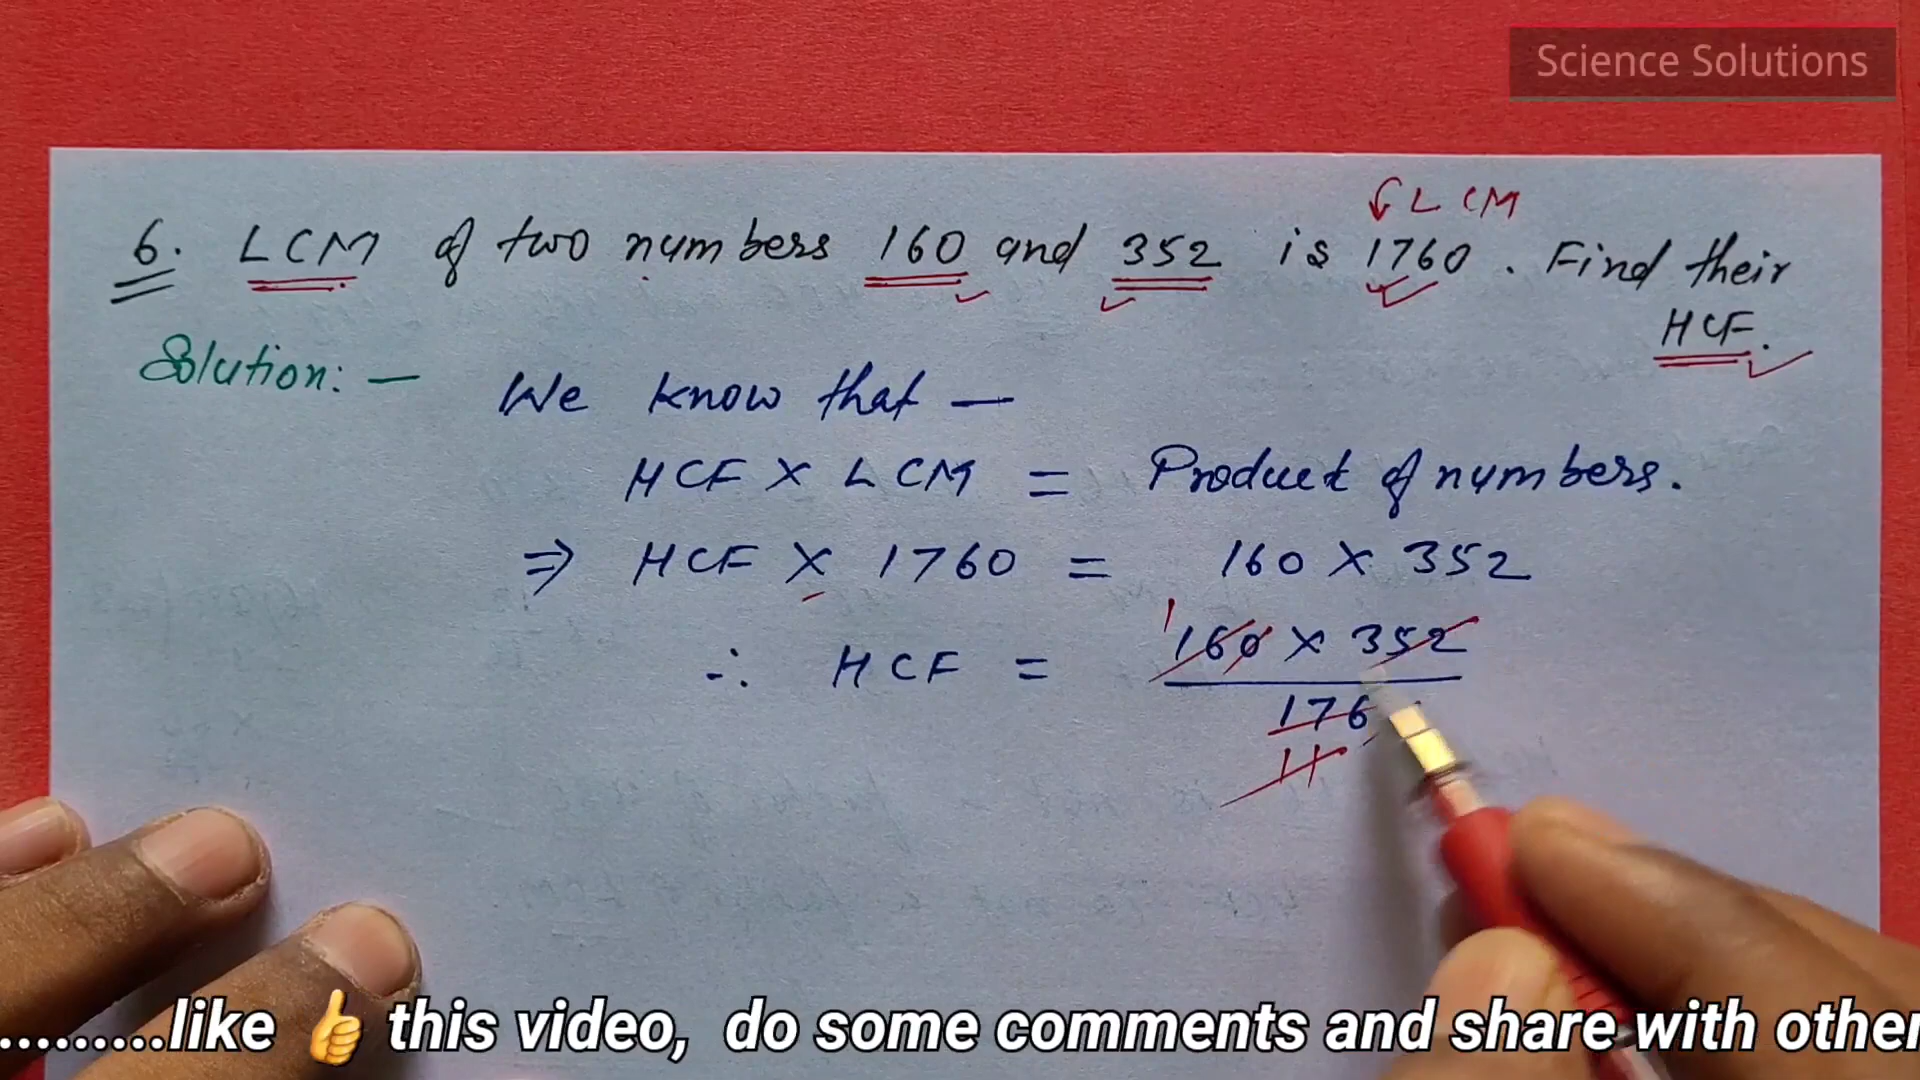 Science Solutions
LCM
6. LCM of two numbers 160 and 352 is 1760. Find their
HCF.
Solution:- We know that —
HCF × LCM = Product of numbers.
⇒ HCF × 1760 = 160 × 352
1
∴ HCF = 160 × 352
176
11
.........like 👍 this video, do some comments and share with other